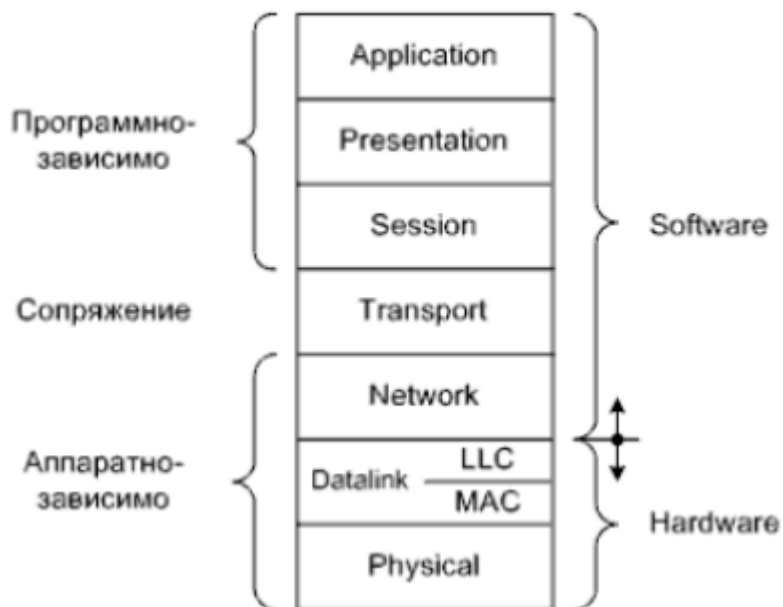 Application
Программно-
зависимо
Presentation
Session
Software
Сопряжение
Transport
Network
Аппаратно-
зависимо
Datalink
LLC
MAC
Hardware
Physical